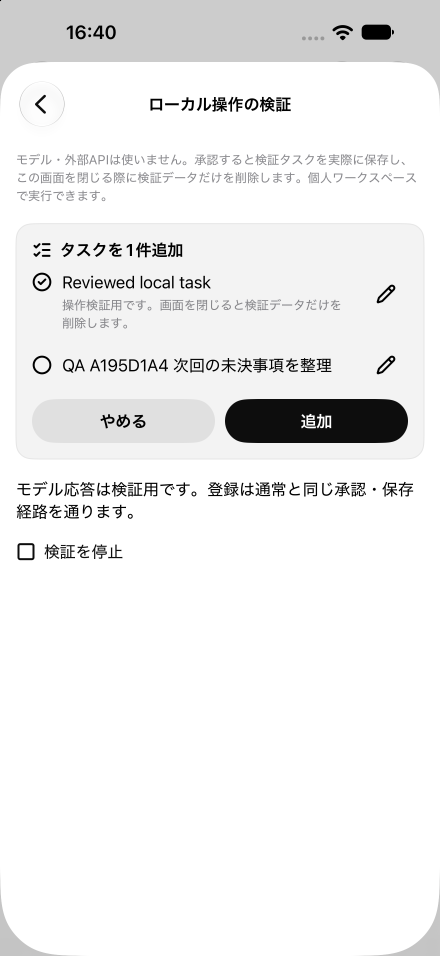 16:40
ローカル操作の検証
モデル・外部APIは使いません。承認すると検証タスクを実際に保存し、
この画面を閉じる際に検証データだけを削除します。個人ワークスペース
で実行できます。
タスクを1件追加
Reviewed local task
操作検証用です。画面を閉じると検証データだけを
削除します。
QA A195D1A4 次回の未決事項を整理
やめる
追加
モデル応答は検証用です。登録は通常と同じ承認・保存
経路を通ります。
検証を停止